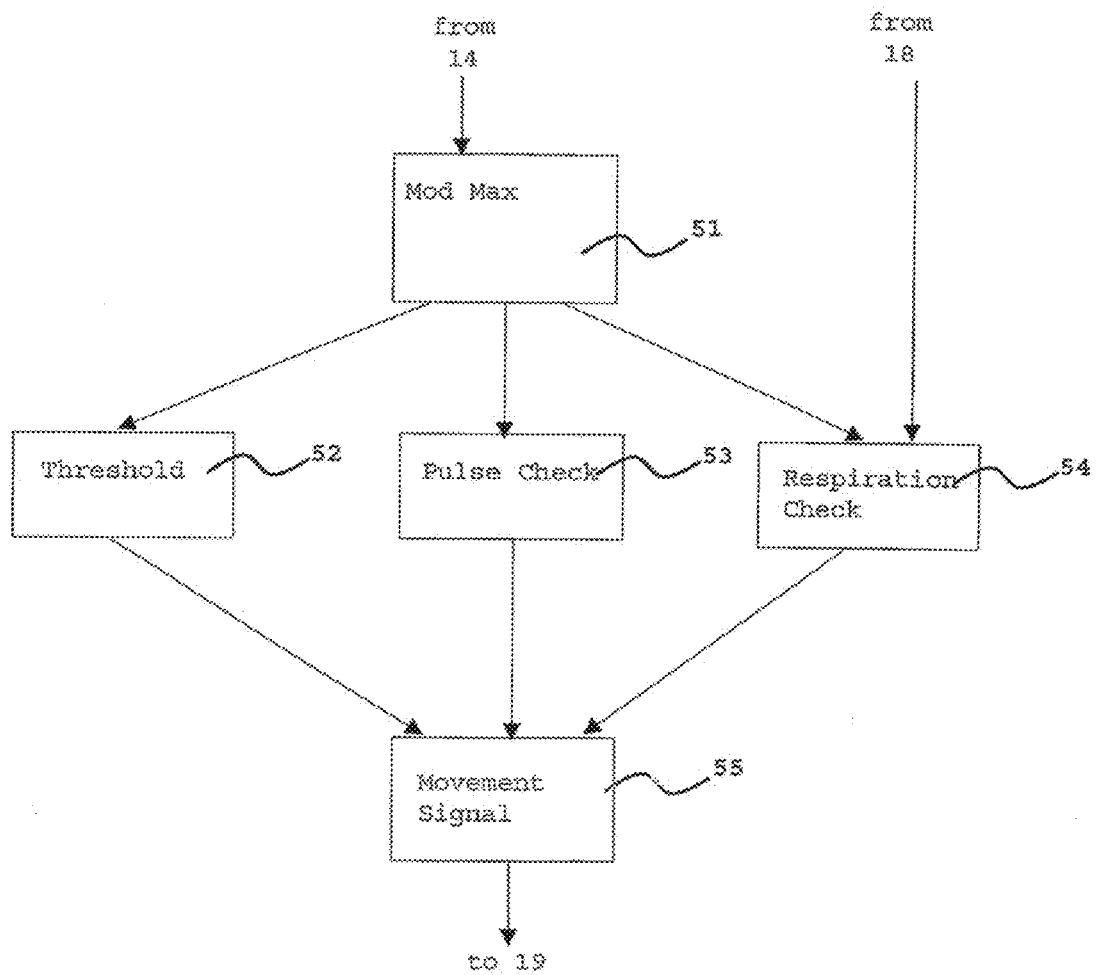 from
14
from
18
Mod Max
51
Threshold
52
Pulse Check
53
Respiration
Check
54
Movement
Signal
55
to 19